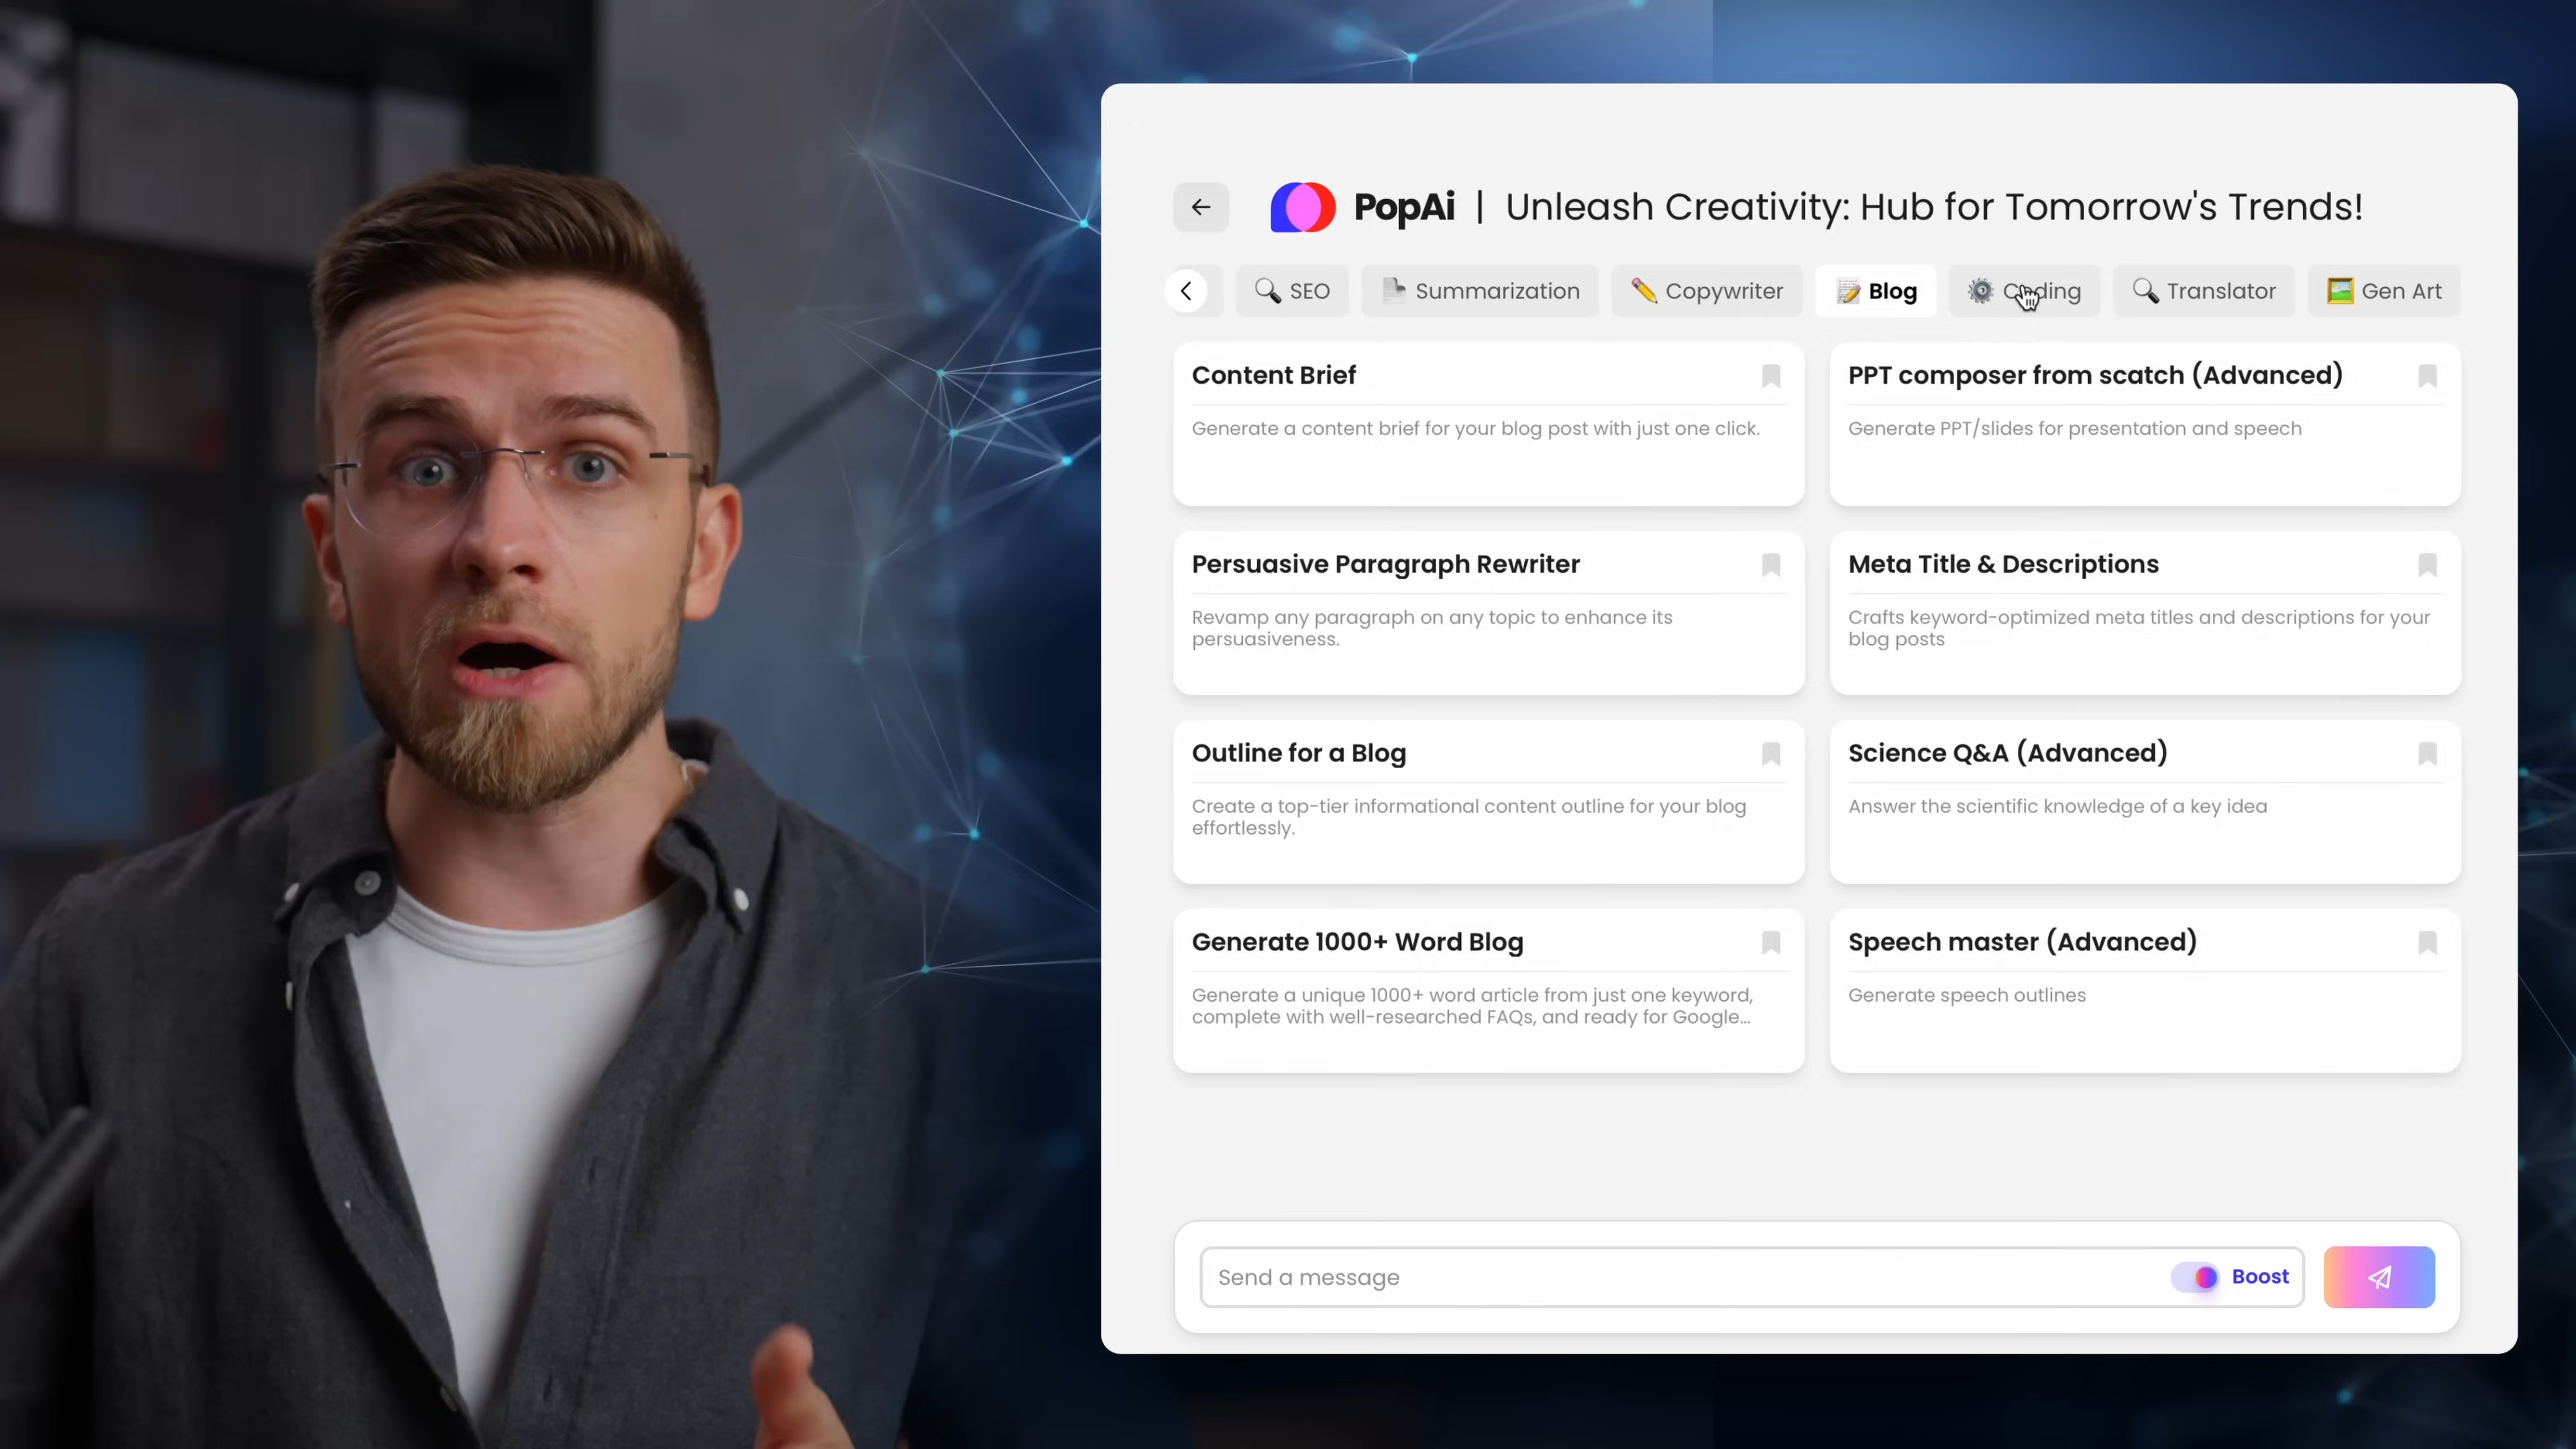 PopAi | Unleash Creativity: Hub for Tomorrow's Trends!
SEO
Summarization
Copywriter
Blog
Coding
Translator
Gen Art
Content Brief
Generate a content brief for your blog post with just one click.
PPT composer from scatch (Advanced)
Generate PPT/slides for presentation and speech
Persuasive Paragraph Rewriter
Revamp any paragraph on any topic to enhance its
persuasiveness.
Meta Title & Descriptions
Crafts keyword-optimized meta titles and descriptions for your
blog posts
Outline for a Blog
Create a top-tier informational content outline for your blog
effortlessly.
Science Q&A (Advanced)
Answer the scientific knowledge of a key idea
Generate 1000+ Word Blog
Generate a unique 1000+ word article from just one keyword,
complete with well-researched FAQs, and ready for Google...
Speech master (Advanced)
Generate speech outlines
Send a message
Boost